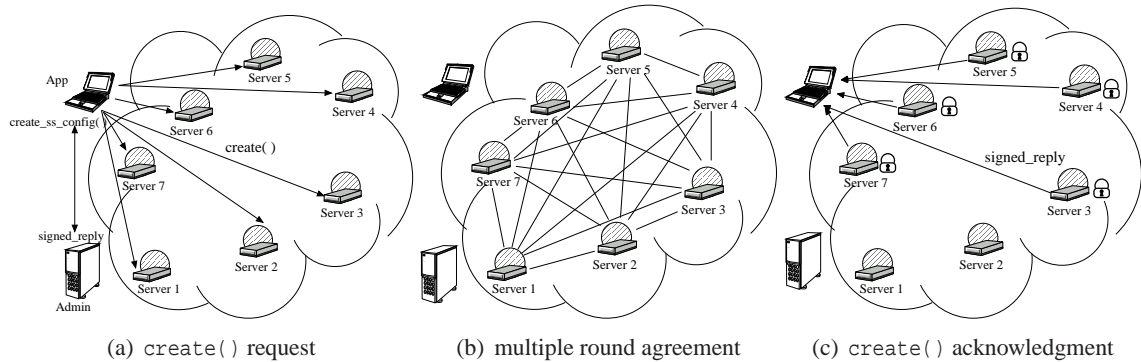 App
Server 5
Server 4
Server 6
create_ss_config( )
create( )
Server 7
Server 3
signed_reply
Server 2
Server 1
Admin
(a) create() request
Server 5
Server 4
Server 6
Server 7
Server 3
Server 2
Server 1
(b) multiple round agreement
Server 5
Server 4
Server 6
signed_reply
Server 7
Server 3
Server 2
Server 1
(c) create() acknowledgment